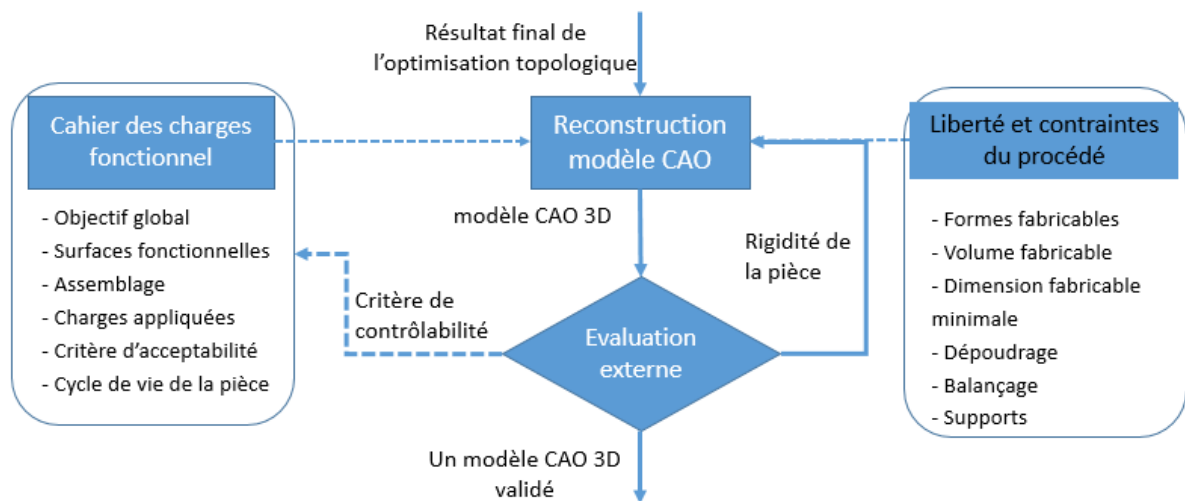 Résultat final de
l’optimisation topologique
Cahier des charges
fonctionnel
- Objectif global
- Surfaces fonctionnelles
- Assemblage
- Charges appliquées
- Critère d’acceptabilité
- Cycle de vie de la pièce
Reconstruction
modèle CAO
modèle CAO 3D
Rigidité de
la pièce
Critère de
contrôlabilité
Evaluation
externe
Un modèle CAO 3D
validé
Liberté et contraintes
du procédé
- Formes fabricables
- Volume fabricable
- Dimension fabricable
minimale
- Dépoudrage
- Balançage
- Supports